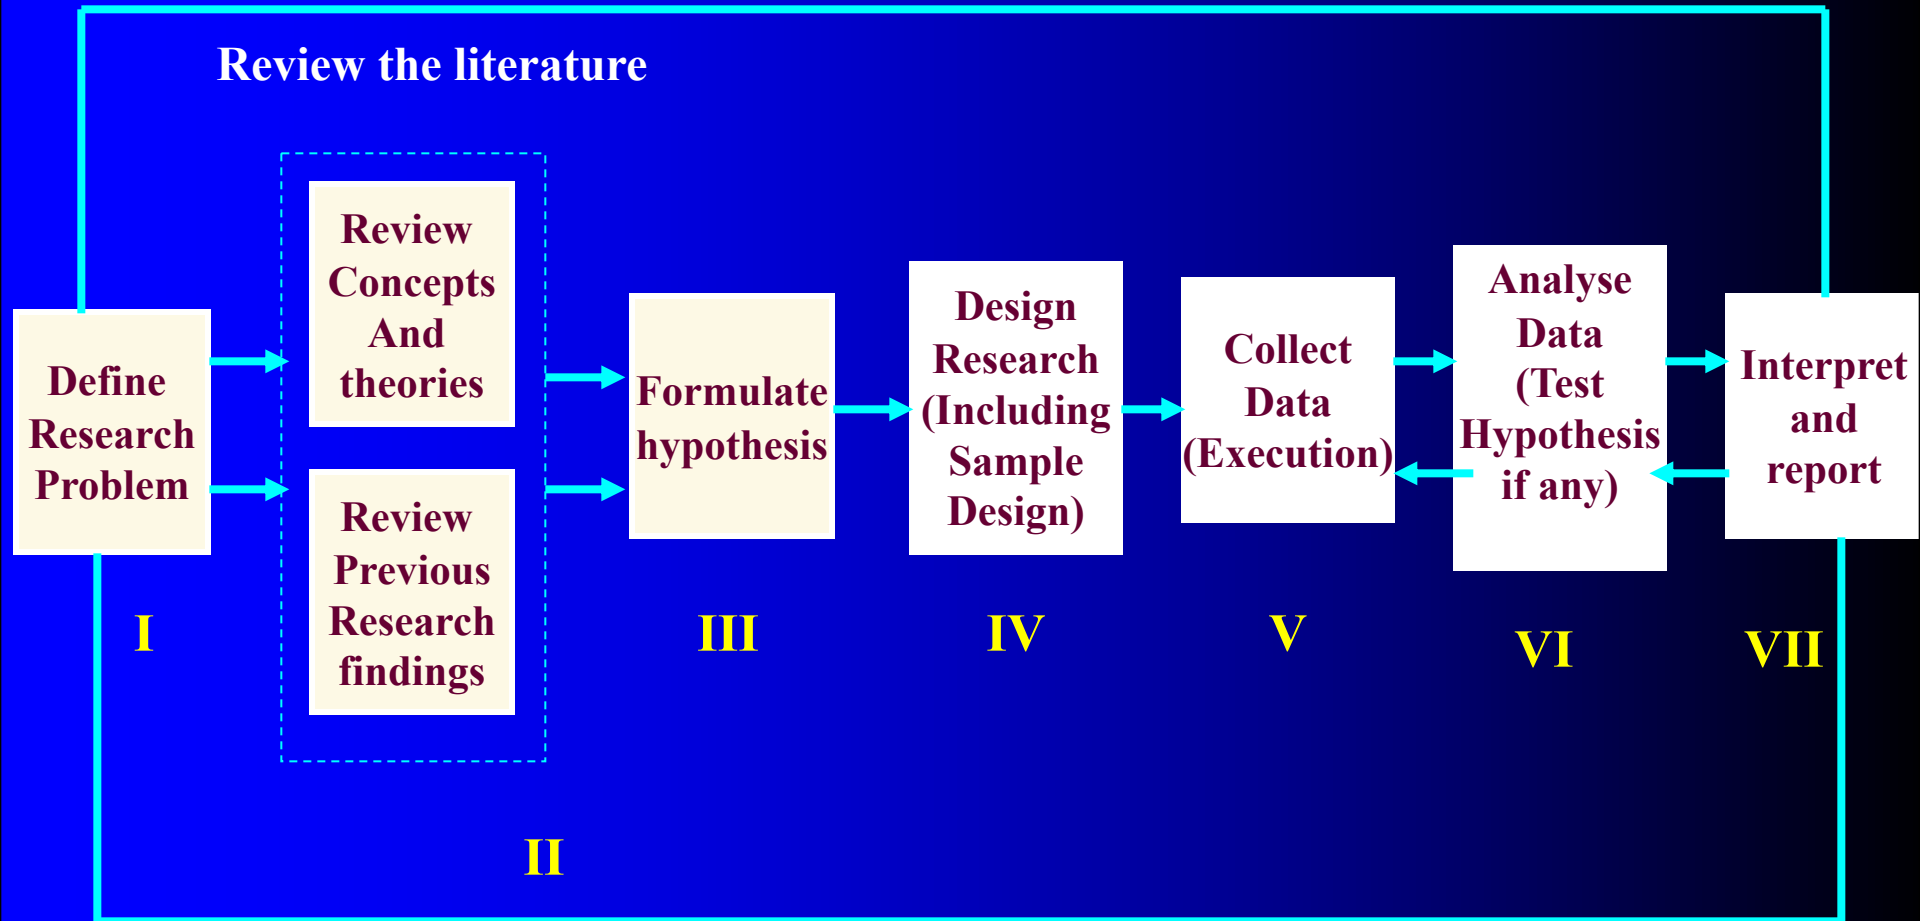 Review the literature
Define
Research
Problem
I
Review
Concepts
And
theories
Review
Previous
Research
findings
II
Formulate
hypothesis
III
Design
Research
(Including
Sample
Design)
IV
Collect
Data
(Execution)
V
Analyse
Data
(Test
Hypothesis
if any)
VI
Interpret
and
report
VII